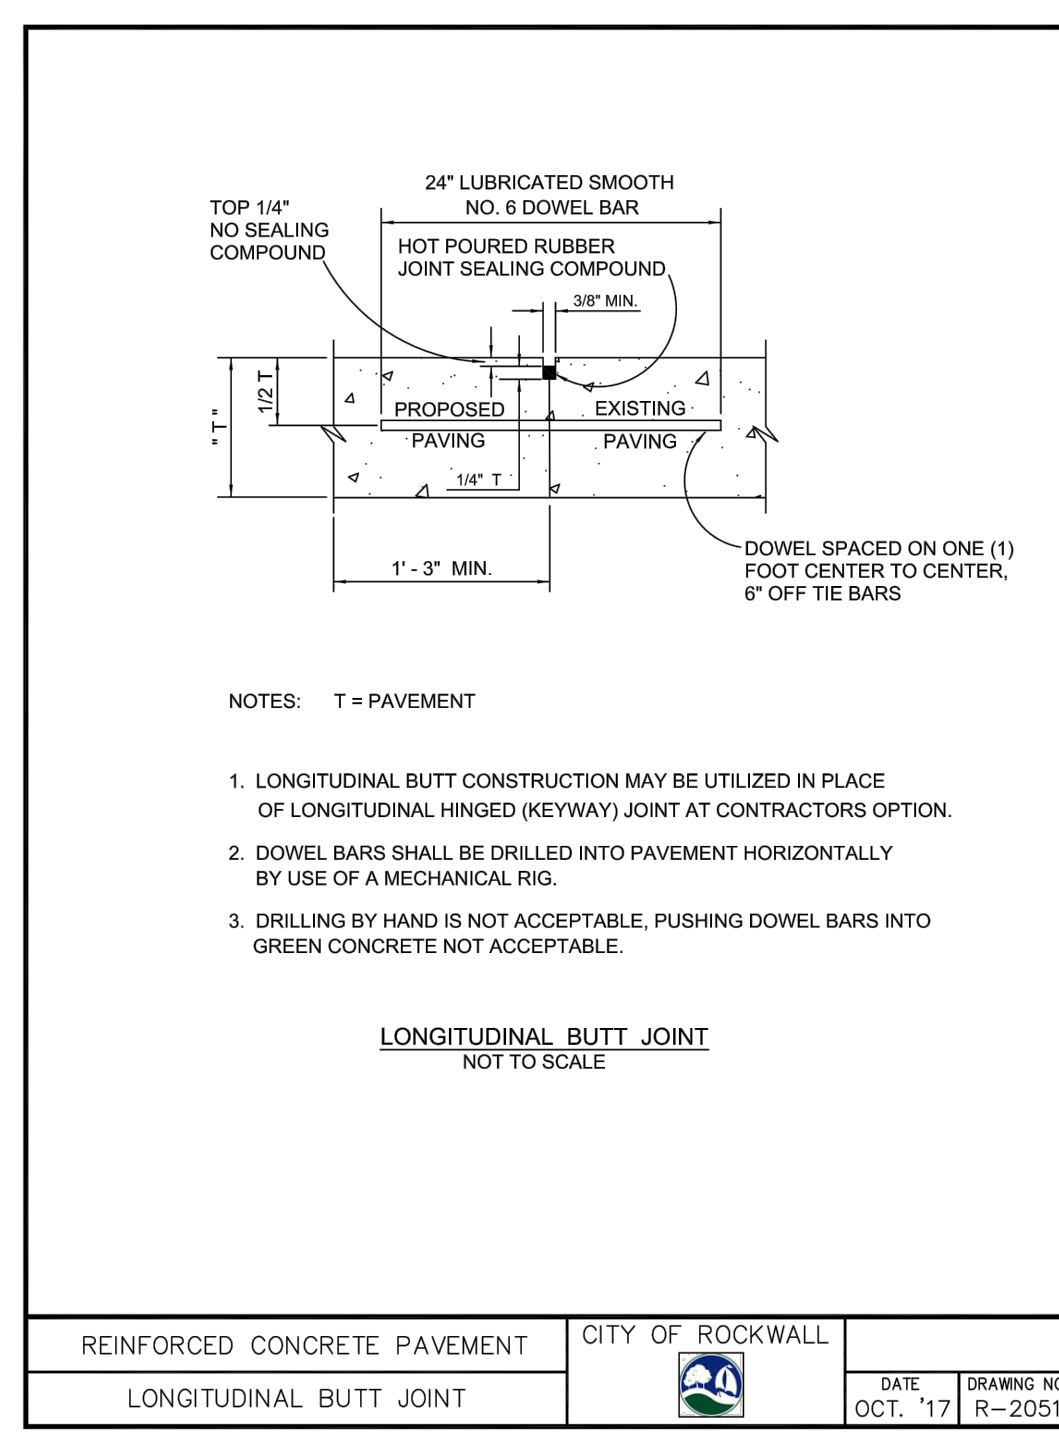 24" LUBRICATED SMOOTH
NO. 6 DOWEL BAR
TOP 1/4"
NO SEALING
COMPOUND
HOT POURED RUBBER
JOINT SEALING COMPOUND
3/8" MIN.
1/2 T
" T "
PROPOSED
PAVING
EXISTING
PAVING
1/4" T
1' - 3" MIN.
DOWEL SPACED ON ONE (1)
FOOT CENTER TO CENTER,
6" OFF TIE BARS
NOTES: T = PAVEMENT
1. LONGITUDINAL BUTT CONSTRUCTION MAY BE UTILIZED IN PLACE
OF LONGITUDINAL HINGED (KEYWAY) JOINT AT CONTRACTORS OPTION.
2. DOWEL BARS SHALL BE DRILLED INTO PAVEMENT HORIZONTALLY
BY USE OF A MECHANICAL RIG.
3. DRILLING BY HAND IS NOT ACCEPTABLE, PUSHING DOWEL BARS INTO
GREEN CONCRETE NOT ACCEPTABLE.
LONGITUDINAL BUTT JOINT
NOT TO SCALE
REINFORCED CONCRETE PAVEMENT
LONGITUDINAL BUTT JOINT
CITY OF ROCKWALL
DATE
OCT. '17
DRAWING NO
R-2051